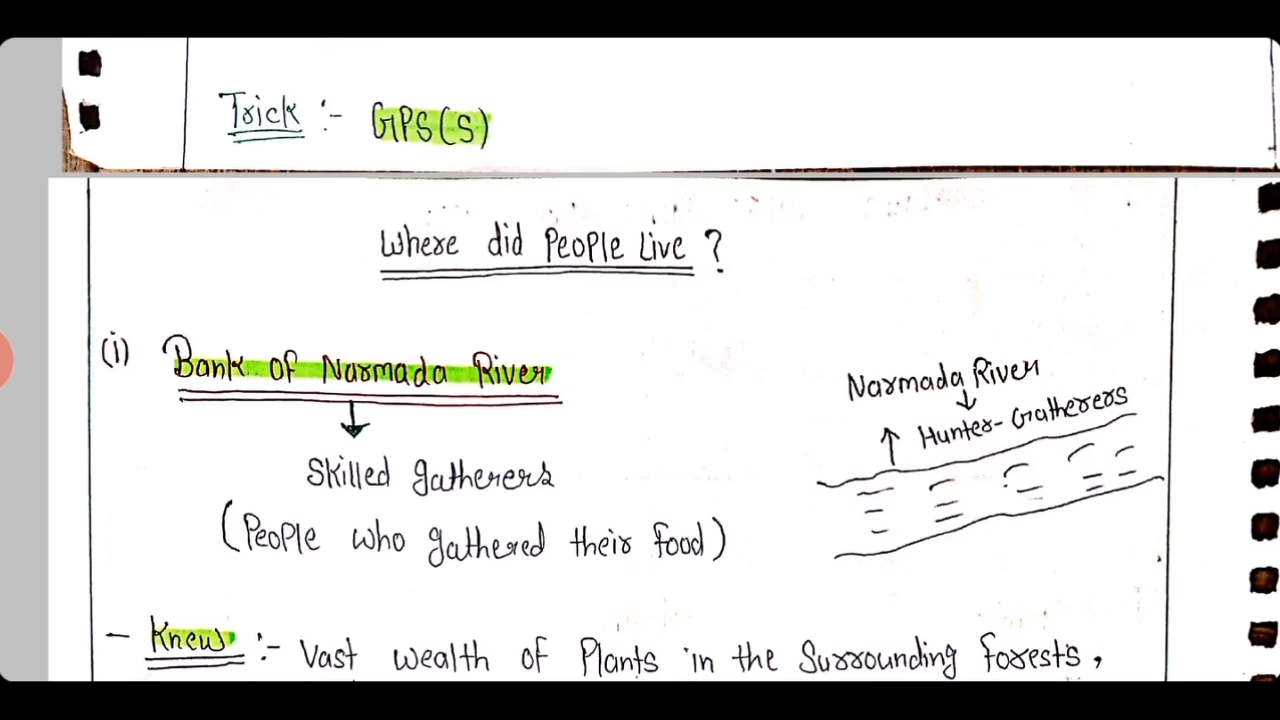 Trick :- GPS(S)
Where did People Live ?
(i) Bank of Narmada River
Narmada River
Hunter-Gatherers
Skilled gatherers
(People who gathered their food)
- Knew :- Vast wealth of Plants in the Surrounding forests,